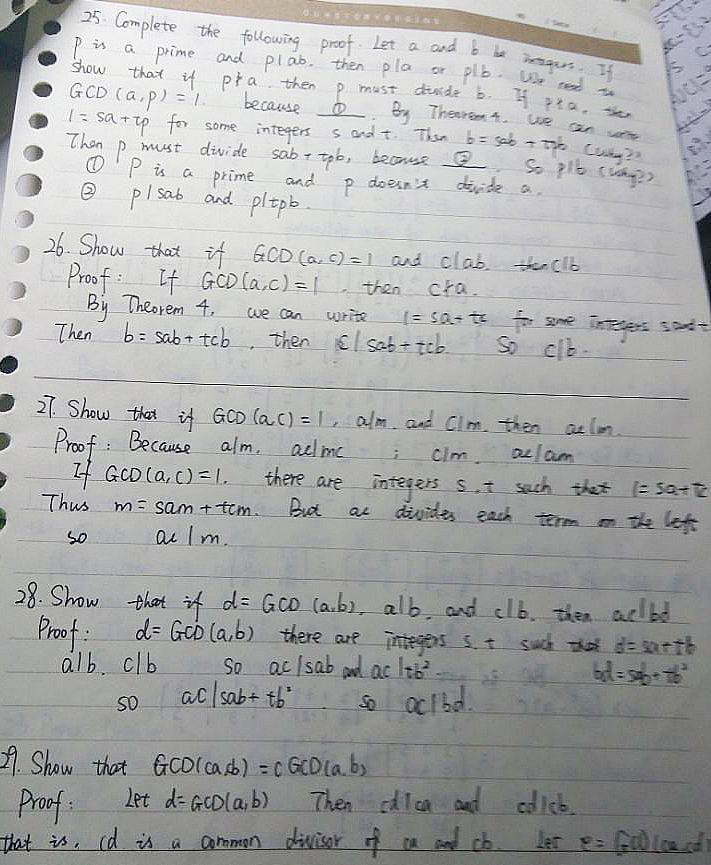 25. Complete the following proof. Let a and b be integers. If
p is a prime and p|ab, then p|a or p|b. We need to
show that if p∤a, then p must divide b. If p∤a, then
GCD(a,p)=1. because ①. By Theorem 4, we can write
1=sa+tp for some integers s and t. Then b=sab+tpb (why?)
Then p must divide sab+tpb, because ②. So p|b (why?)
① P is a prime and p doesn't divide a.
② p|sab and p|tpb.
26. Show that if GCD(a,c)=1 and c|ab, then c|b
Proof: If GCD(a,c)=1, then c∤a.
By Theorem 4, we can write 1=sa+tc for some integers s and t
Then b=sab+tcb, then c|sab+tcb. So c|b.
27. Show that if GCD(a,c)=1, a|m, and c|m, then ac|m.
Proof: Because a|m, ac|mc ; c|m, ac|am
If GCD(a,c)=1, there are integers s,t such that 1=sa+tc
Thus m=sam+tcm. But ac divides each term on the left
so ac|m.
28. Show that if d=GCD(a,b), a|b, and c|b, then ac|bd
Proof: d=GCD(a,b) there are integers s,t such that d=sa+tb
a|b, c|b so ac|sab and ac|tb². bd=sab+tb²
so ac|sab+tb². so ac|bd.
29. Show that GCD(ca,cb)=cGCD(a,b)
Proof: Let d=GCD(a,b) Then cd|ca and cd|cb.
that is, cd is a common divisor of ca and cb. Let e=GCD(ca,cd)